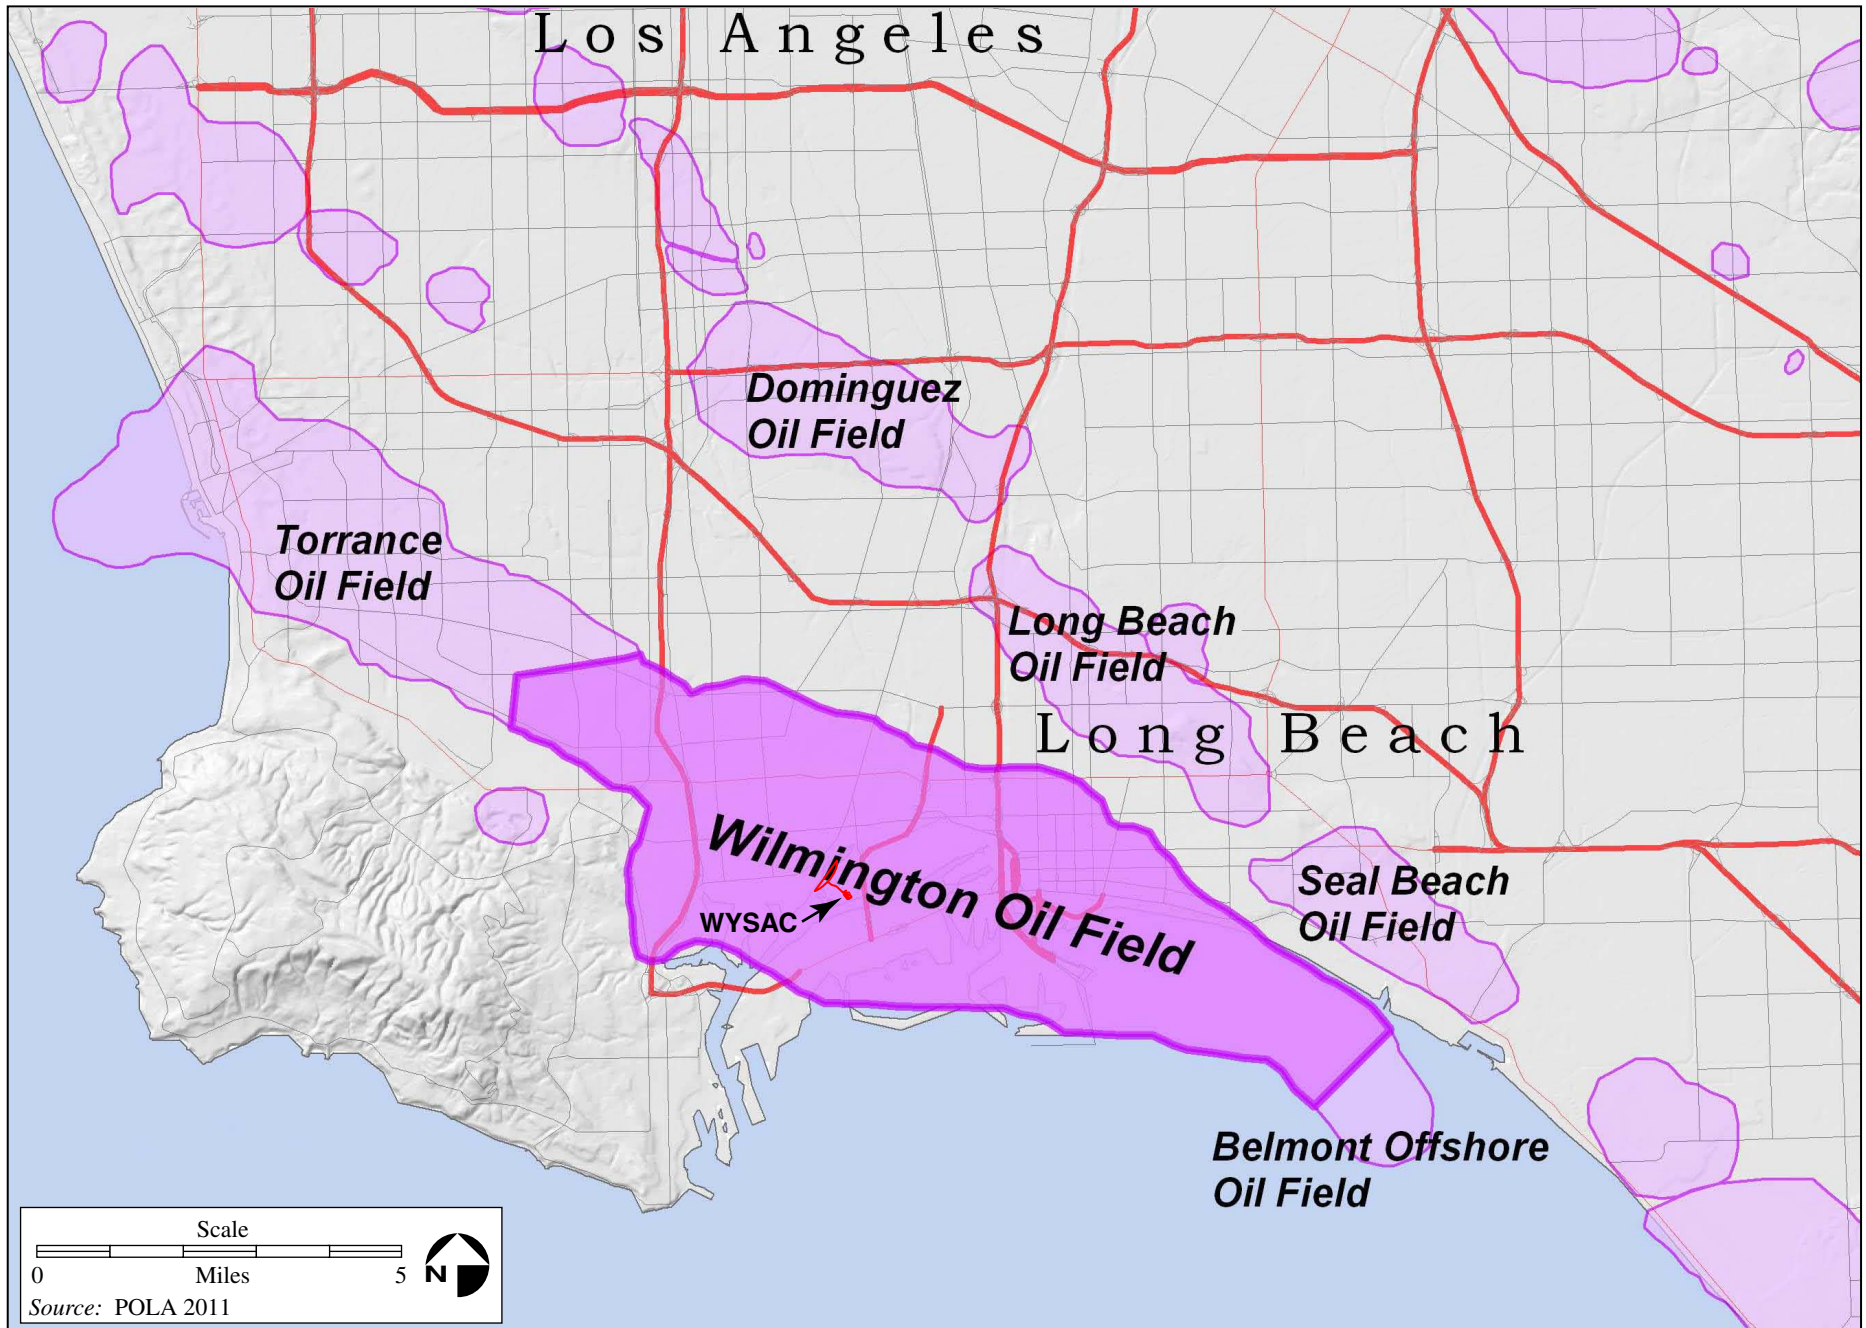 Los Angeles
Dominguez
Oil Field
Torrance
Oil Field
Long Beach
Oil Field
Long Beach
Wilmington Oil Field
WYSAC
Seal Beach
Oil Field
Belmont Offshore
Oil Field
Scale
0 Miles 5
N
Source: POLA 2011